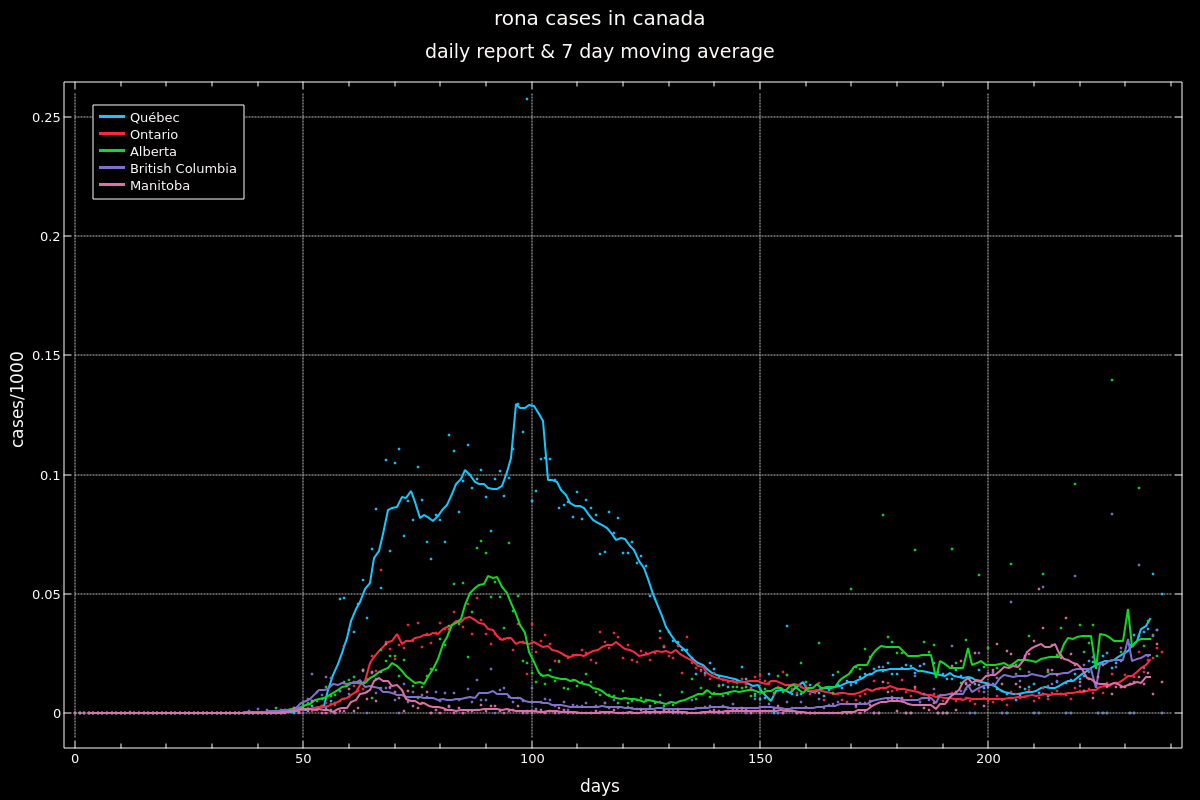 rona cases in canada
daily report & 7 day moving average
0.25
Québec
Ontario
Alberta
British Columbia
Manitoba
0.2
0.15
0.1
0.05
0
cases/1000
0 50 100 150 200
days